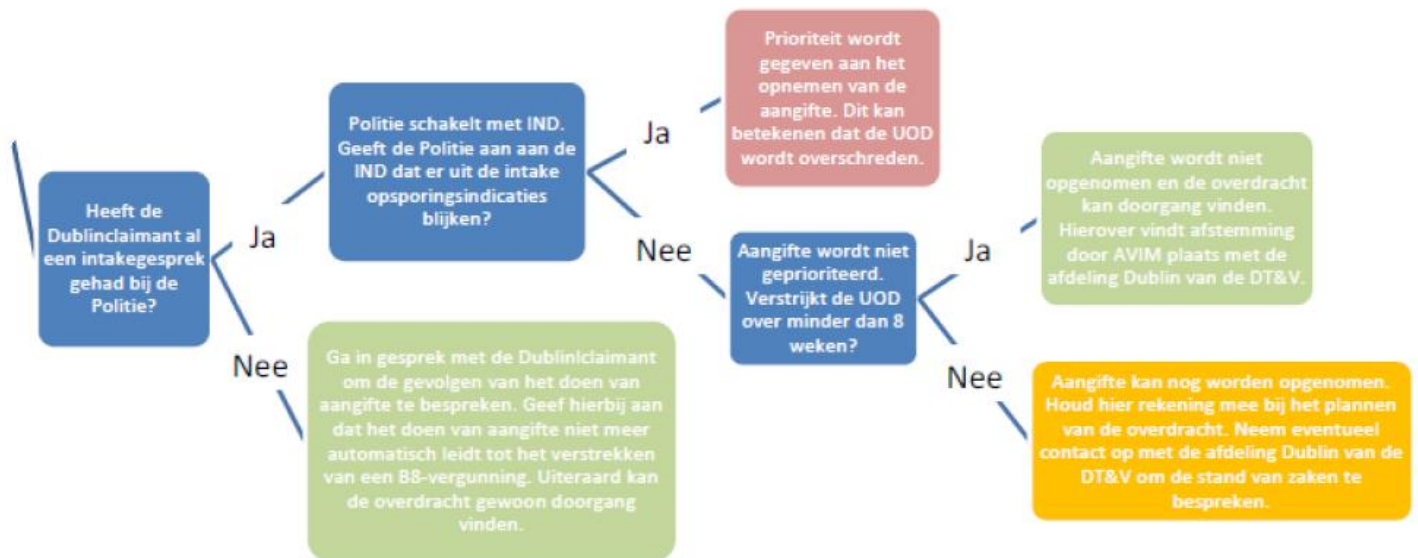 Heeft de
Dublinclaimant al
een intakegesprek
gehad bij de
Politie?
Ja
Nee
Politie schakelt met IND.
Geeft de Politie aan aan de
IND dat er uit de intake
opsporingsindicaties
blijken?
Ga in gesprek met de Dubliniclaimant
om de gevolgen van het doen van
aangifte te bespreken. Geef hierbij aan
dat het doen van aangifte niet meer
automatisch leidt tot het verstrekken
van een B8-vergunning. Uiteraard kan
de overdracht gewoon doorgang
vinden.
Ja
Nee
Prioriteit wordt
gegeven aan het
opnemen van de
aangifte. Dit kan
betekenen dat de UOD
wordt overschreden.
Aangifte wordt niet
geprioriteerd.
Verstrijkt de UOD
over minder dan 8
weken?
Ja
Nee
Aangifte wordt niet
opgenomen en de overdracht
kan doorgang vinden.
Hierover vindt afstemming
door AVIM plaats met de
afdeling Dublin van de DT&V.
Aangifte kan nog worden opgenomen.
Houd hier rekening mee bij het plannen
van de overdracht. Neem eventueel
contact op met de afdeling Dublin van de
DT&V om de stand van zaken te
bespreken.